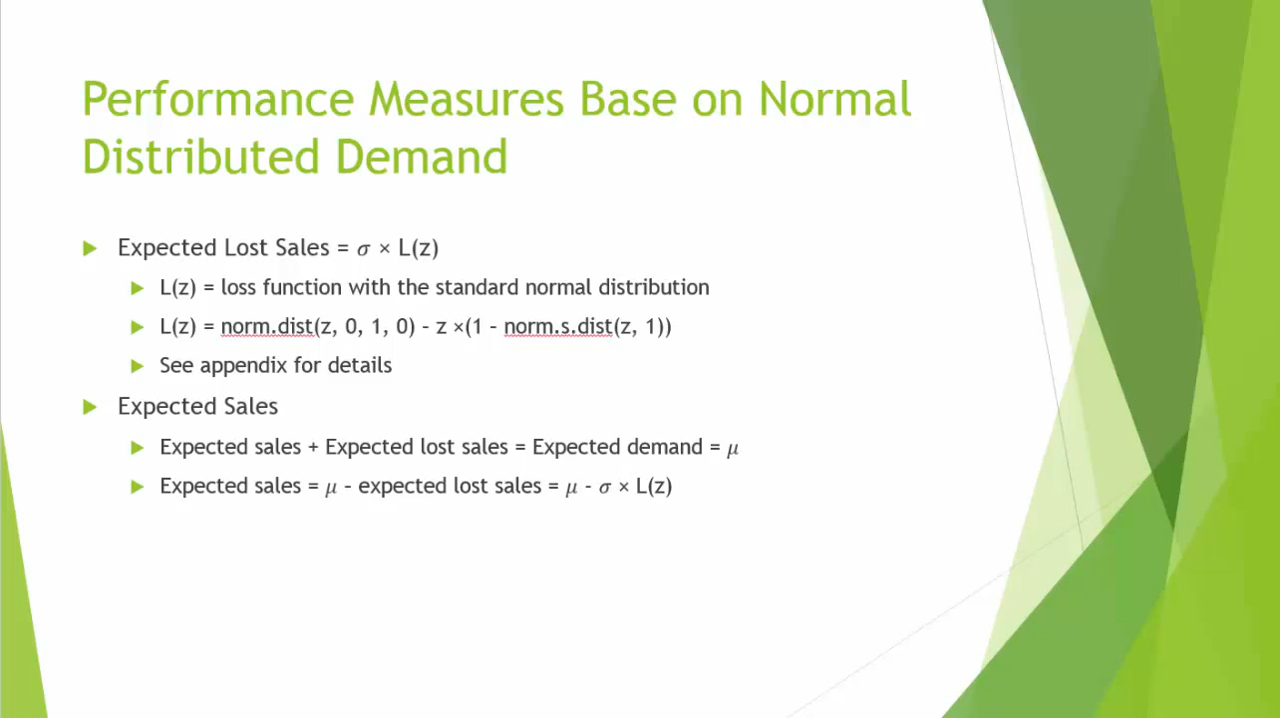 Performance Measures Base on Normal
Distributed Demand
Expected Lost Sales = 𝜎 × L(z)
L(z) = loss function with the standard normal distribution
L(z) = norm.dist(z, 0, 1, 0) – z ×(1 – norm.s.dist(z, 1))
See appendix for details
Expected Sales
Expected sales + Expected lost sales = Expected demand = 𝜇
Expected sales = 𝜇 – expected lost sales = 𝜇 - 𝜎 × L(z)